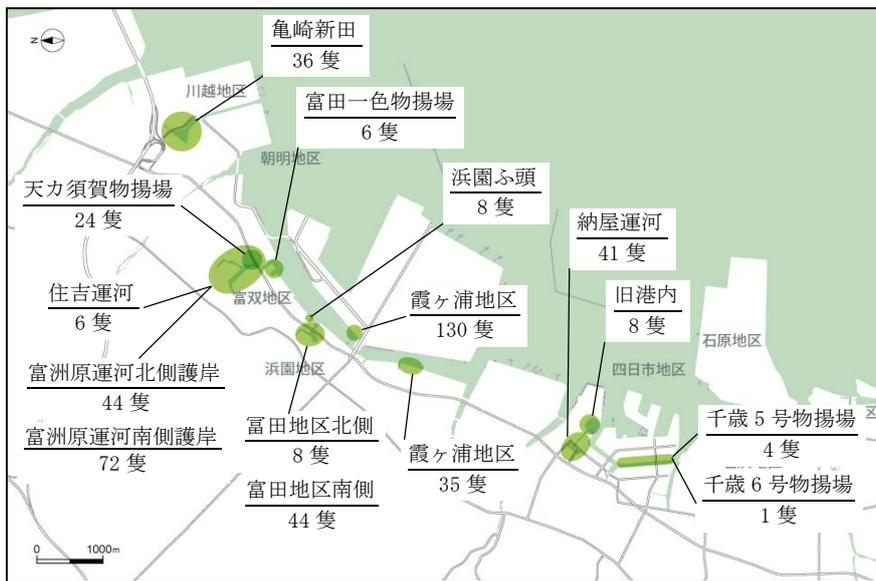 N
亀崎新田
36 隻
川越地区
富田一色物揚場
6 隻
朝明地区
天カ須賀物揚場
24 隻
浜園ふ頭
8 隻
納屋運河
41 隻
住吉運河
6 隻
富双地区
霞ヶ浦地区
130 隻
旧港内
8 隻
石原地区
富洲原運河北側護岸
44 隻
浜園地区
四日市地区
富洲原運河南側護岸
72 隻
冨田地区北側
8 隻
霞ヶ浦地区
35 隻
千歳 5 号物揚場
4 隻
富田地区南側
44 隻
千歳 6 号物揚場
1 隻
0 1000m